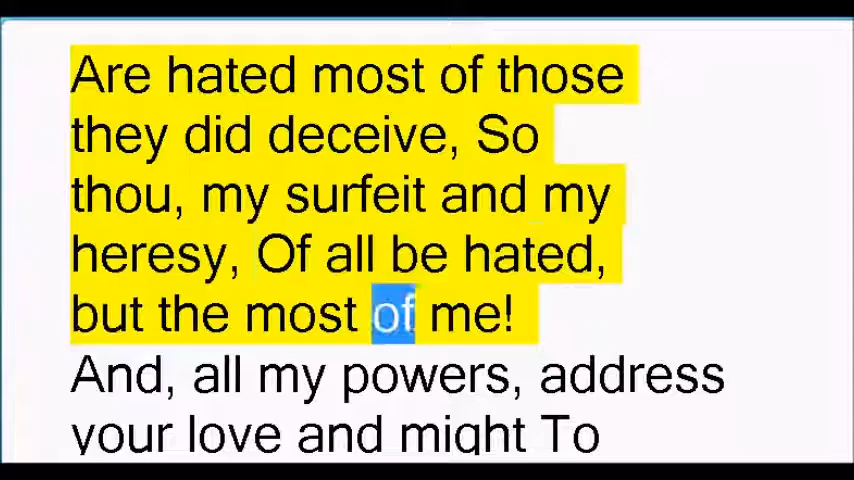 Are hated most of those
they did deceive, So
thou, my surfeit and my
heresy, Of all be hated,
but the most of me!
And, all my powers, address
your love and might To